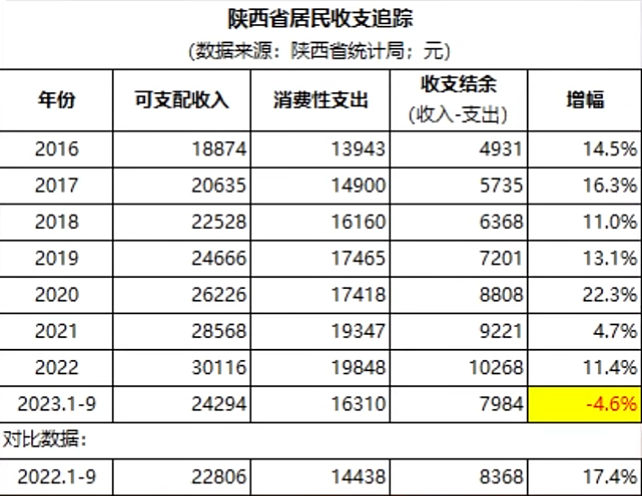 陕西省居民收支追踪
(数据来源：陕西省统计局；元)
年份 可支配收入 消费性支出 收支结余 (收入-支出) 增幅
2016 18874 13943 4931 14.5%
2017 20635 14900 5735 16.3%
2018 22528 16160 6368 11.0%
2019 24666 17465 7201 13.1%
2020 26226 17418 8808 22.3%
2021 28568 19347 9221 4.7%
2022 30116 19848 10268 11.4%
2023.1-9 24294 16310 7984 -4.6%
对比数据：
2022.1-9 22806 14438 8368 17.4%